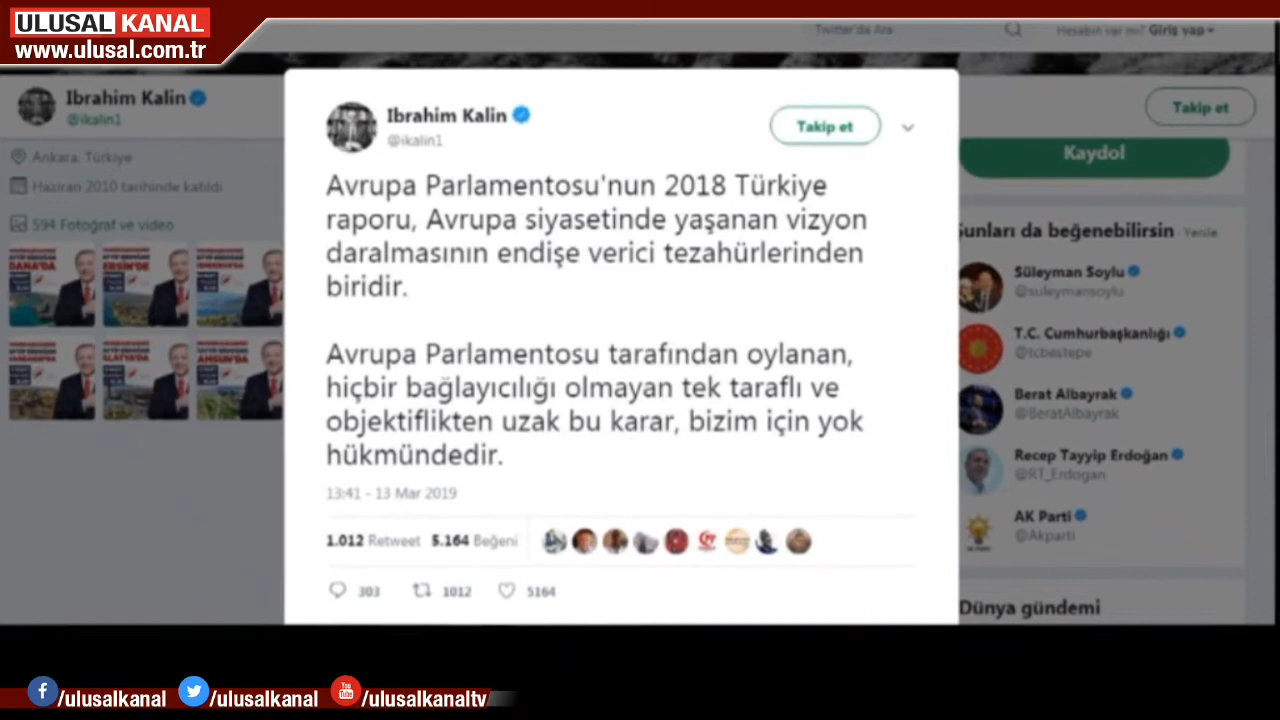 ULUSAL KANAL
www.ulusal.com.tr
Twitter'da Ara
Hesabın var mı? Giriş yap
Ibrahim Kalin
@ikalin1
Takip et
Ankara, Türkiye
Haziran 2010 tarihinde katıldı
594 Fotoğraf ve video
Ibrahim Kalin
@ikalin1
Takip et
Avrupa Parlamentosu'nun 2018 Türkiye
raporu, Avrupa siyasetinde yaşanan vizyon
daralmasının endişe verici tezahürlerinden
biridir.
Avrupa Parlamentosu tarafından oylanan,
hiçbir bağlayıcılığı olmayan tek taraflı ve
objektiflikten uzak bu karar, bizim için yok
hükmündedir.
13:41 - 13 Mar 2019
1.012 Retweet 5.164 Beğeni
303 1012 5164
Kaydol
Şunları da beğenebilirsin · Yenile
Süleyman Soylu
@suleymansoylu
T.C. Cumhurbaşkanlığı
@tcbestepe
Berat Albayrak
@BeratAlbayrak
Recep Tayyip Erdoğan
@RT_Erdogan
AK Parti
@Akparti
Dünya gündemi
/ulusalkanal /ulusalkanal /ulusalkanaltv